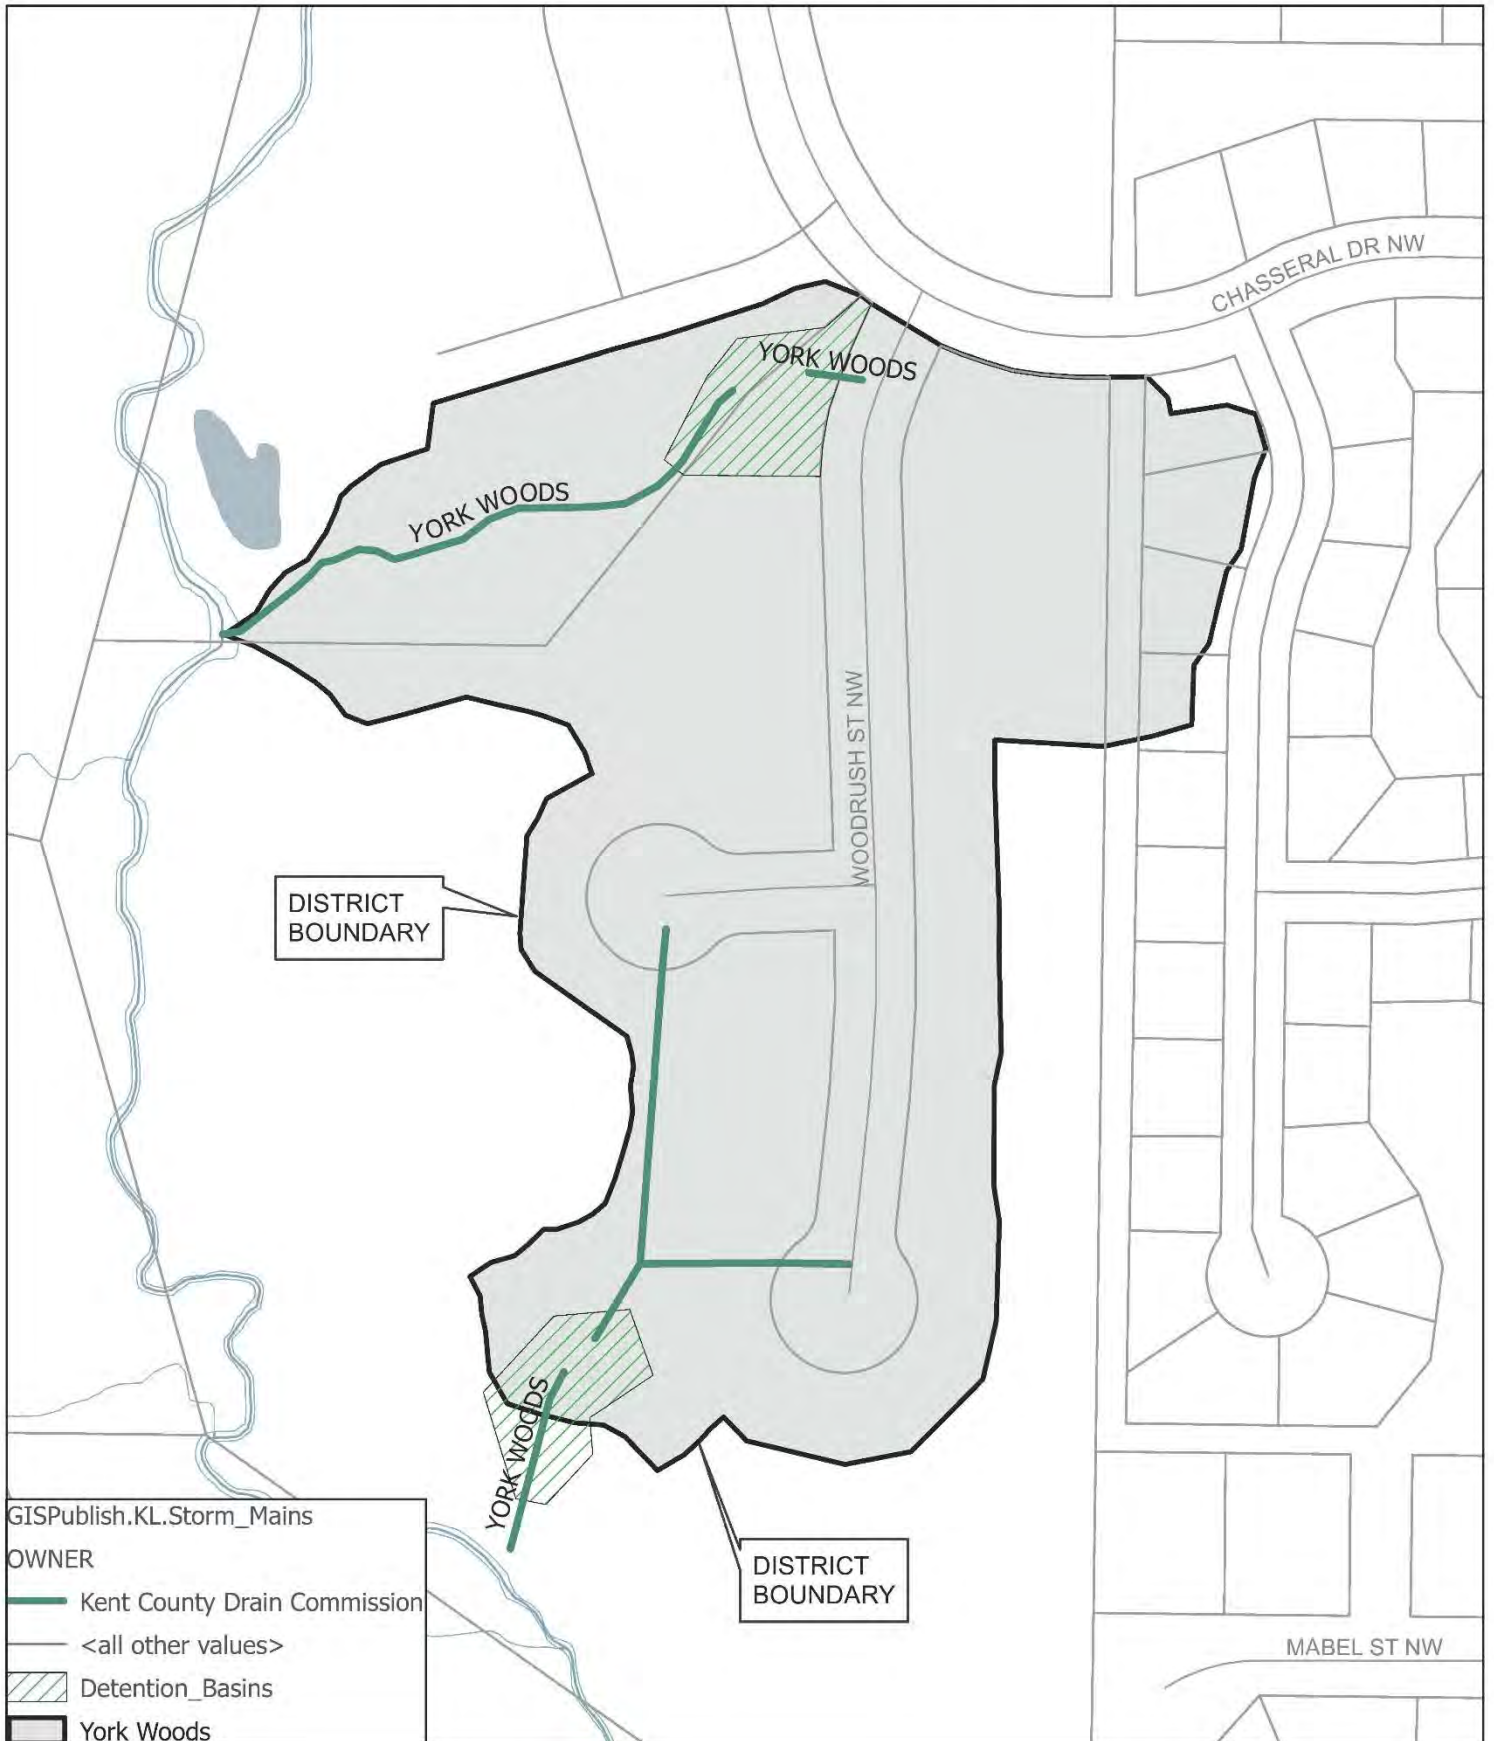 CHASSERAL DR NW
YORK WOODS
YORK WOODS
WOODRUSH ST NW
DISTRICT
BOUNDARY
YORK WOODS
DISTRICT
BOUNDARY
MABEL ST NW
GISPublish.KL.Storm_Mains
OWNER
Kent County Drain Commission
<all other values>
Detention_Basins
York Woods